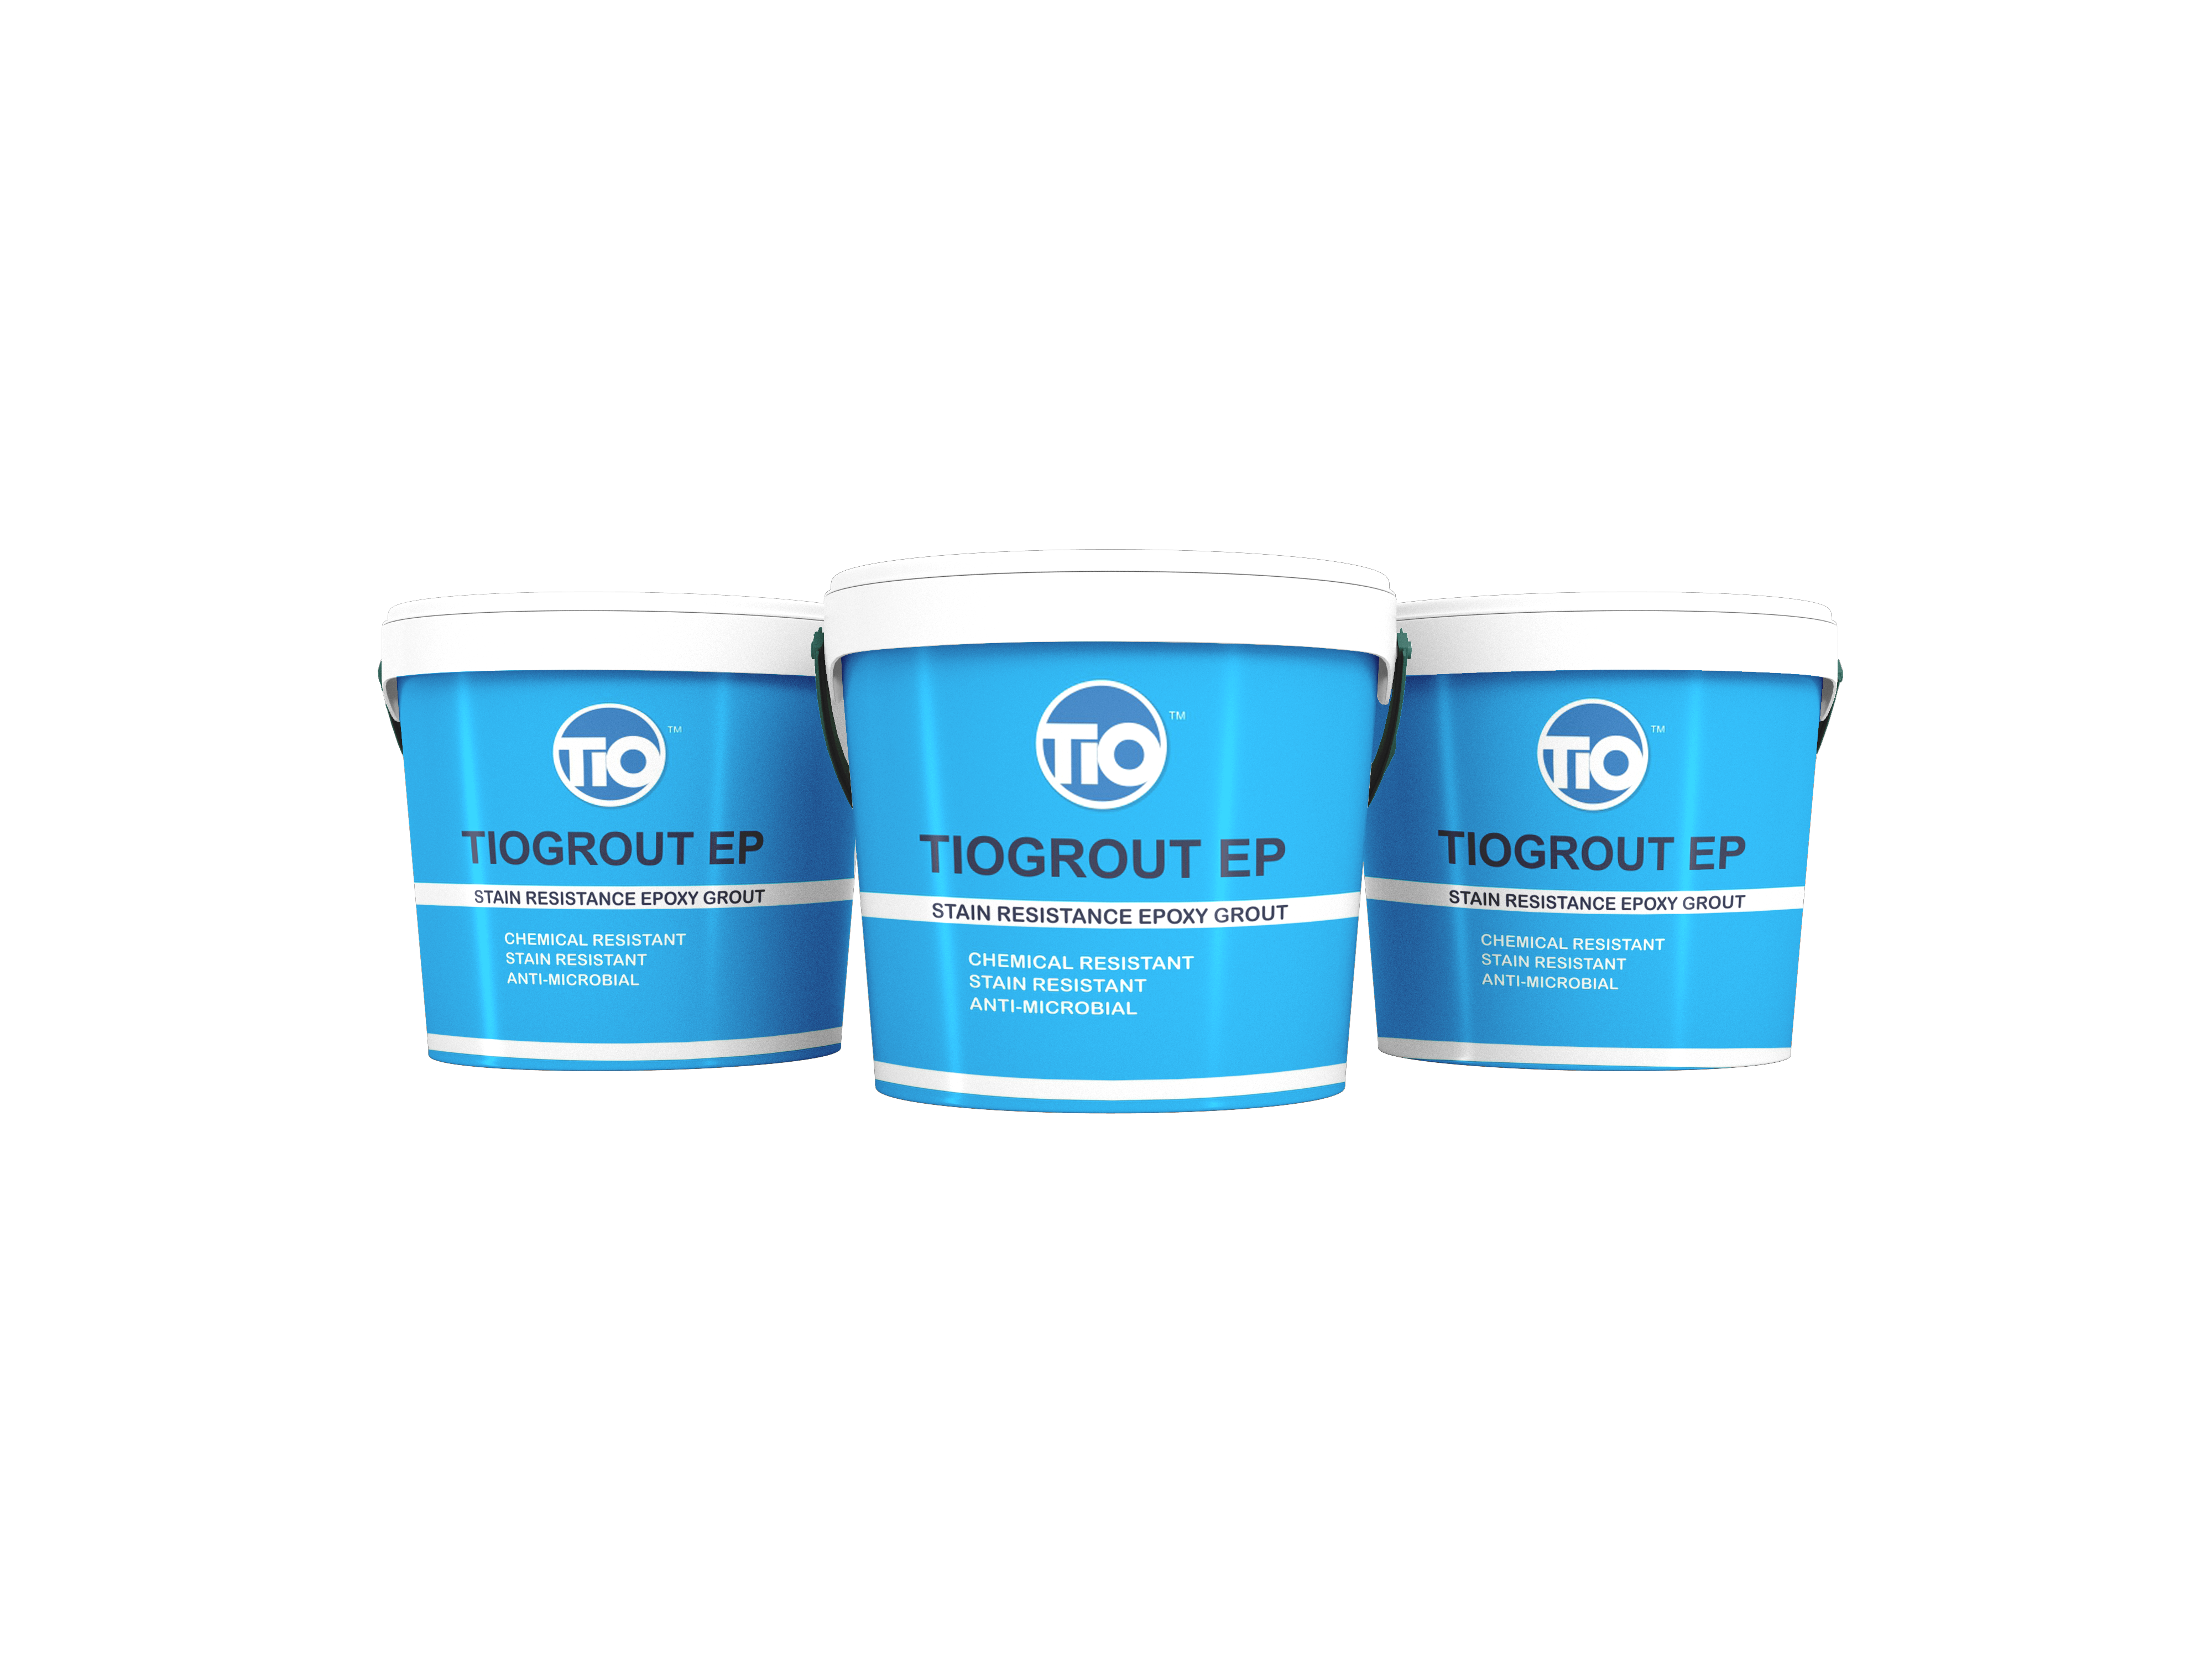 TiO TM
TIOGROUT EP
STAIN RESISTANCE EPOXY GROUT
CHEMICAL RESISTANT
STAIN RESISTANT
ANTI-MICROBIAL
TiO TM
TIOGROUT EP
STAIN RESISTANCE EPOXY GROUT
CHEMICAL RESISTANT
STAIN RESISTANT
ANTI-MICROBIAL
TiO TM
TIOGROUT EP
STAIN RESISTANCE EPOXY GROUT
CHEMICAL RESISTANT
STAIN RESISTANT
ANTI-MICROBIAL